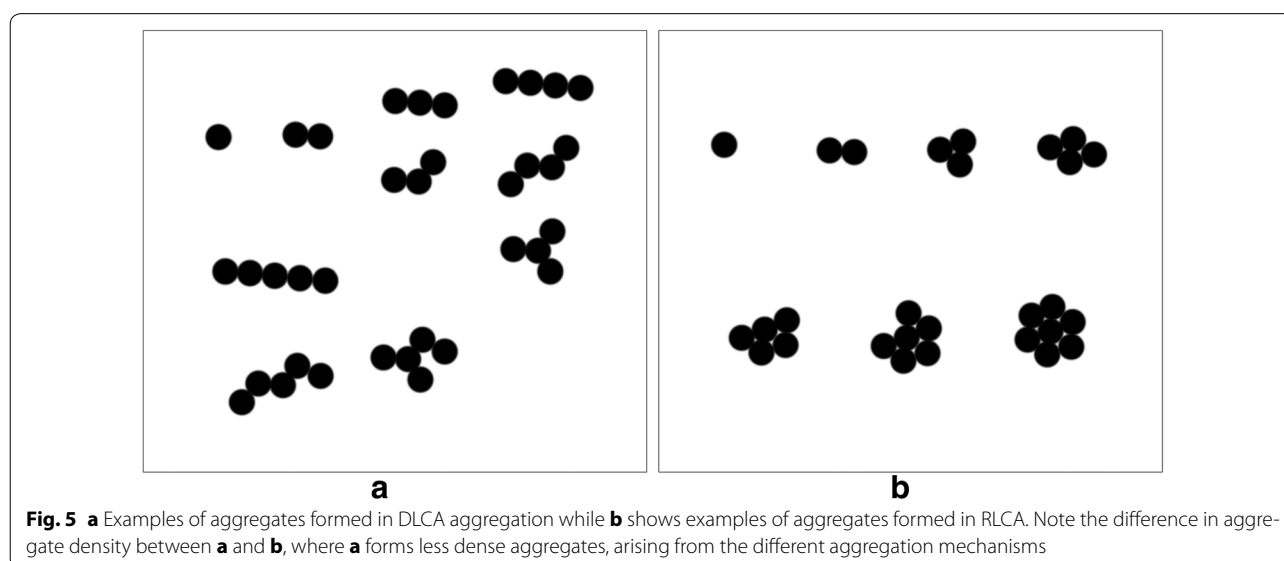 a
b
Fig. 5 a Examples of aggregates formed in DLCA aggregation while b shows examples of aggregates formed in RLCA. Note the difference in aggre-
gate density between a and b, where a forms less dense aggregates, arising from the different aggregation mechanisms